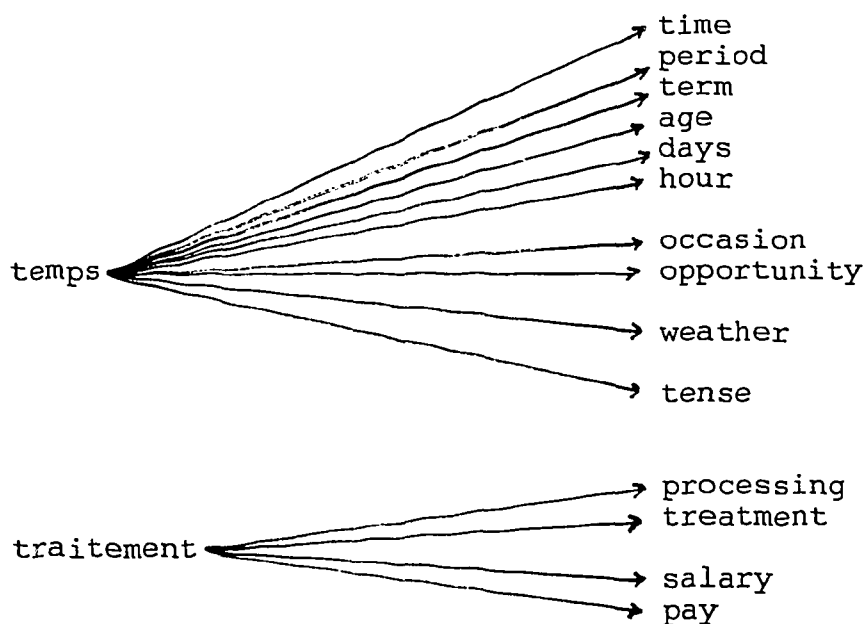 time
period
term
age
days
hour
occasion
temps
opportunity
weather
tense
processing
treatment
traitement
salary
pay